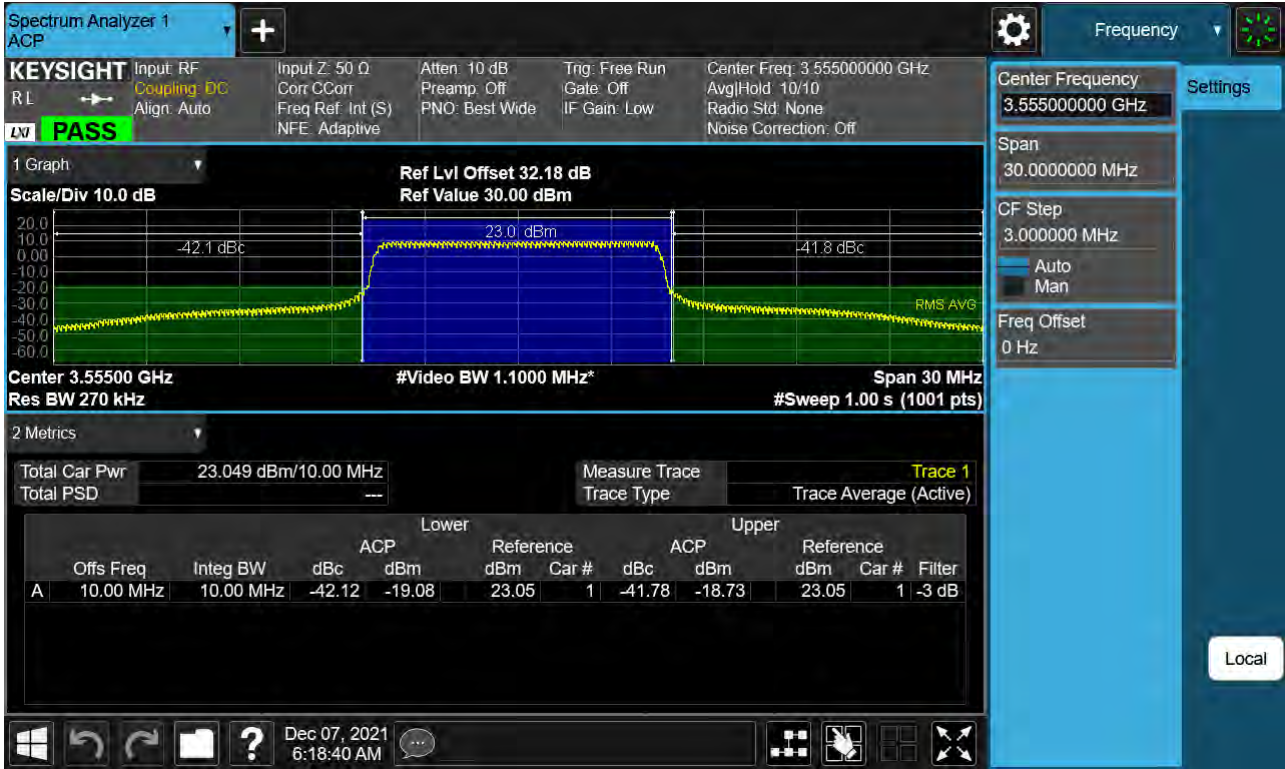 Spectrum Analyzer 1
ACP
Frequency
KEYSIGHT Input: RF Input Z: 50 Ω Atten: 10 dB Trig: Free Run Center Freq: 3.555000000 GHz
Coupling: DC Corr CCorr Preamp: Off Gate: Off Avg|Hold: 10/10
R L Align: Auto Freq Ref: Int (S) PNO: Best Wide IF Gain: Low Radio Std: None
NFE: Adaptive Noise Correction: Off
LXI PASS
Center Frequency
3.555000000 GHz
Settings
Span
30.0000000 MHz
CF Step
3.000000 MHz
Auto
Man
Freq Offset
0 Hz
Local
1 Graph
Ref Lvl Offset 32.18 dB
Scale/Div 10.0 dB Ref Value 30.00 dBm
20.0
10.0
0.00
-10.0
-20.0
-30.0
-40.0
-50.0
-60.0
-42.1 dBc 23.0 dBm -41.8 dBc
RMS AVG
Center 3.55500 GHz #Video BW 1.1000 MHz* Span 30 MHz
Res BW 270 kHz #Sweep 1.00 s (1001 pts)
2 Metrics
Total Car Pwr 23.049 dBm/10.00 MHz Measure Trace Trace 1
Total PSD --- Trace Type Trace Average (Active)
Lower Upper
ACP Reference ACP Reference
Offs Freq Integ BW dBc dBm dBm Car # dBc dBm dBm Car # Filter
A 10.00 MHz 10.00 MHz -42.12 -19.08 23.05 1 -41.78 -18.73 23.05 1 -3 dB
Dec 07, 2021
6:18:40 AM